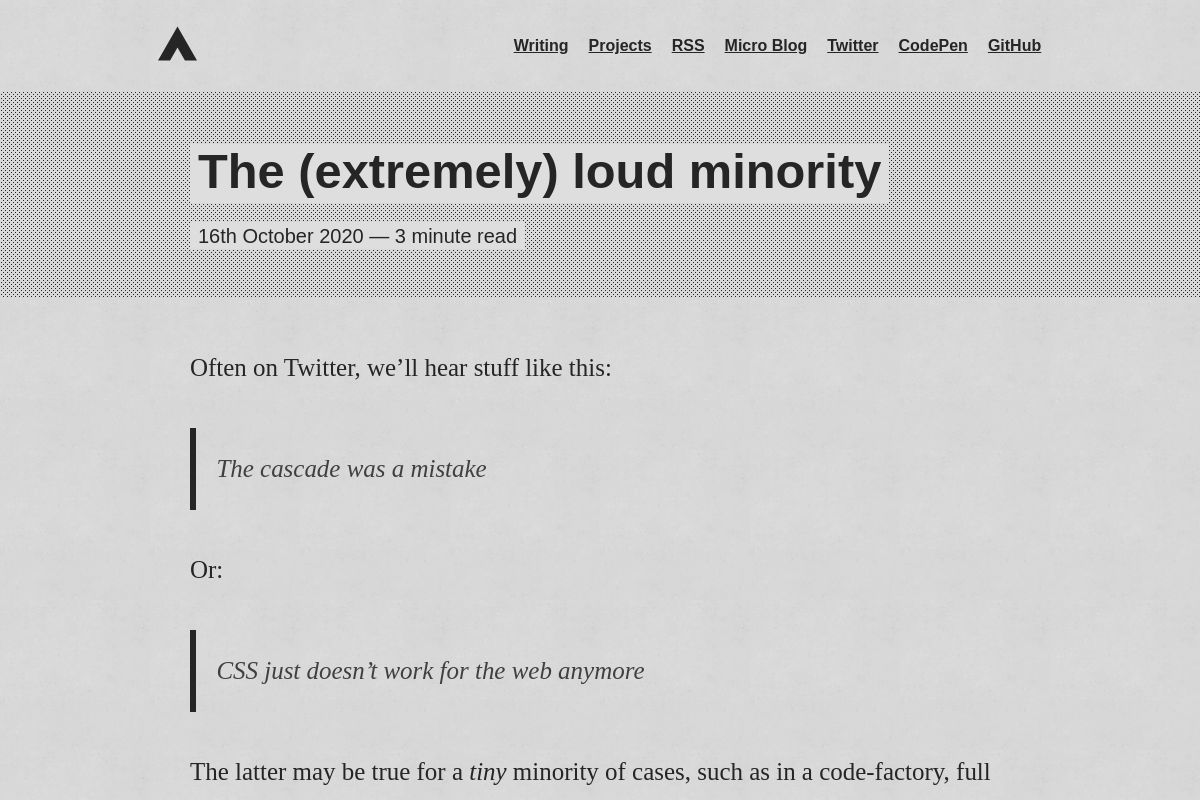 Writing Projects RSS Micro Blog Twitter CodePen GitHub
The (extremely) loud minority
16th October 2020 — 3 minute read
Often on Twitter, we’ll hear stuff like this:
The cascade was a mistake
Or:
CSS just doesn’t work for the web anymore
The latter may be true for a tiny minority of cases, such as in a code-factory, full